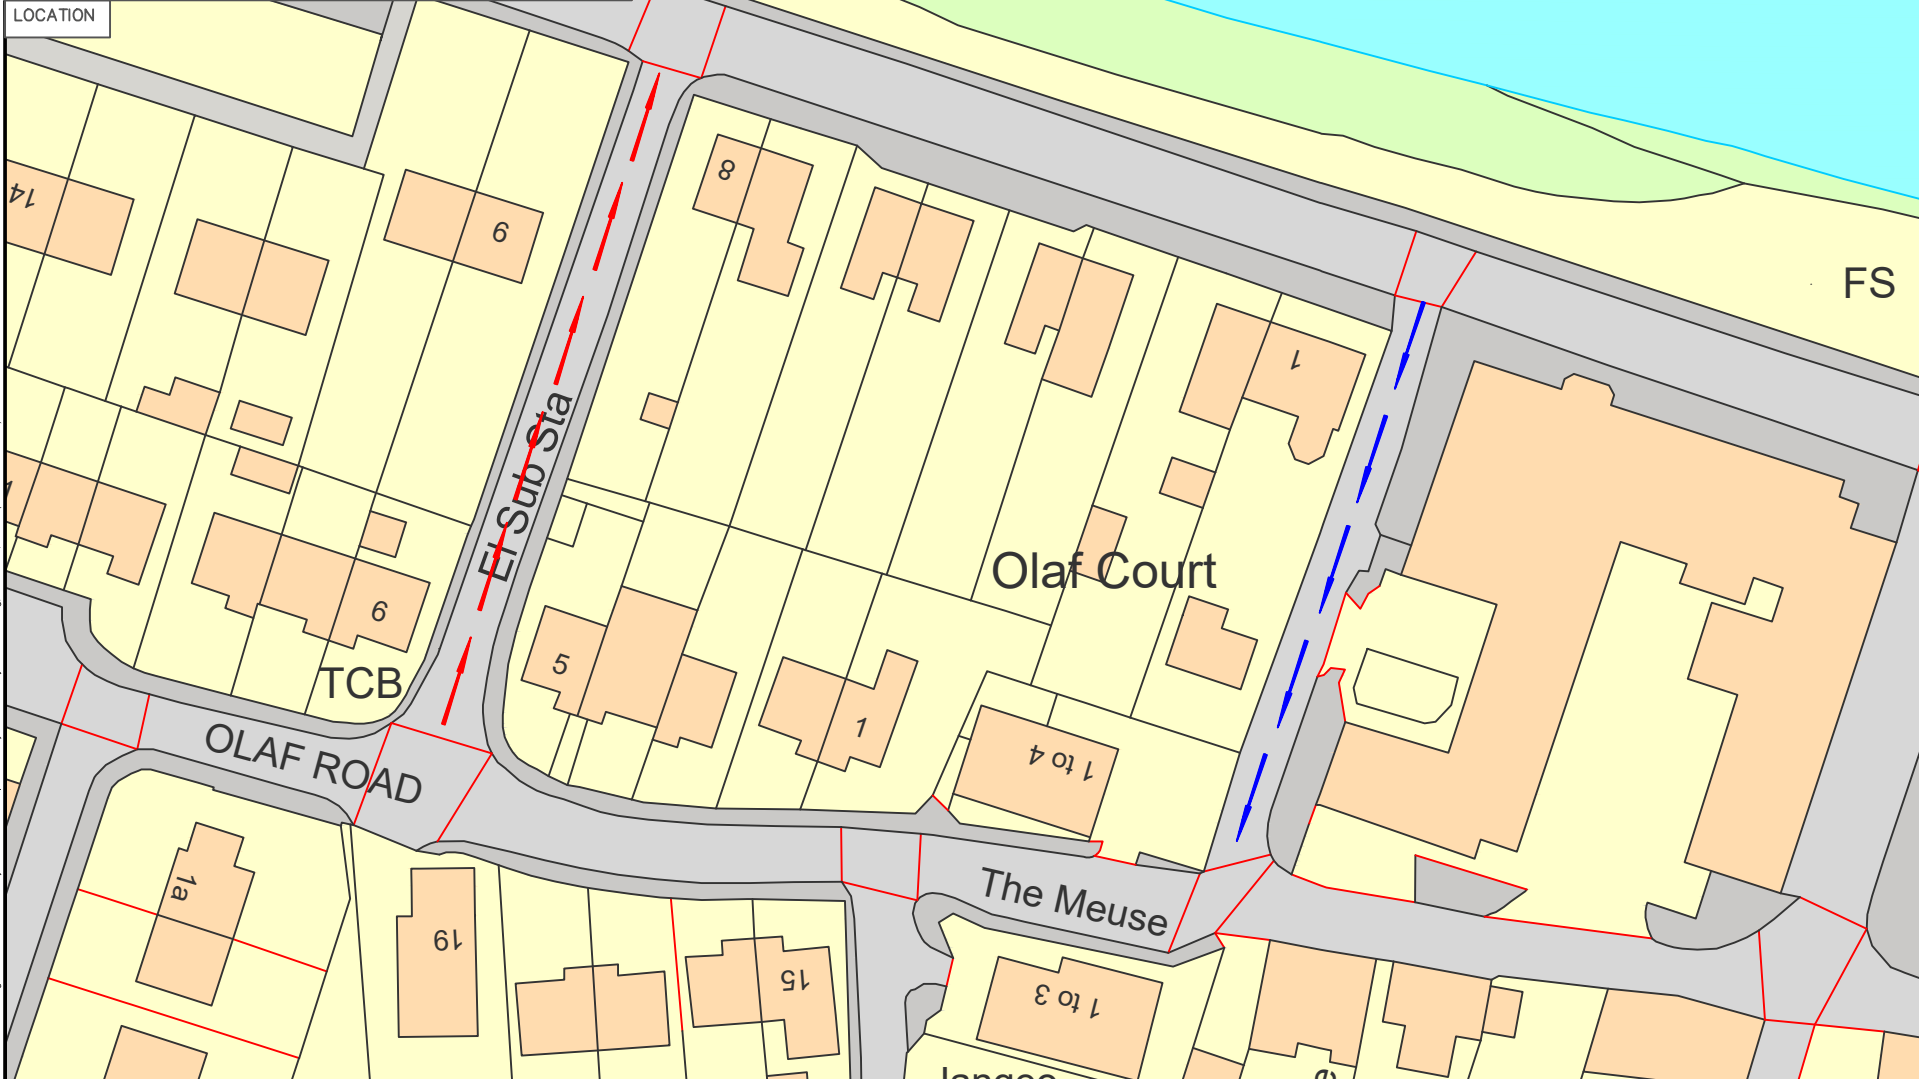 LOCATION
14
6
8
1
FS
El Sub Sta
Olaf Court
6
TCB
5
1
1 to 4
OLAF ROAD
The Meuse
1a
19
15
1 to 3